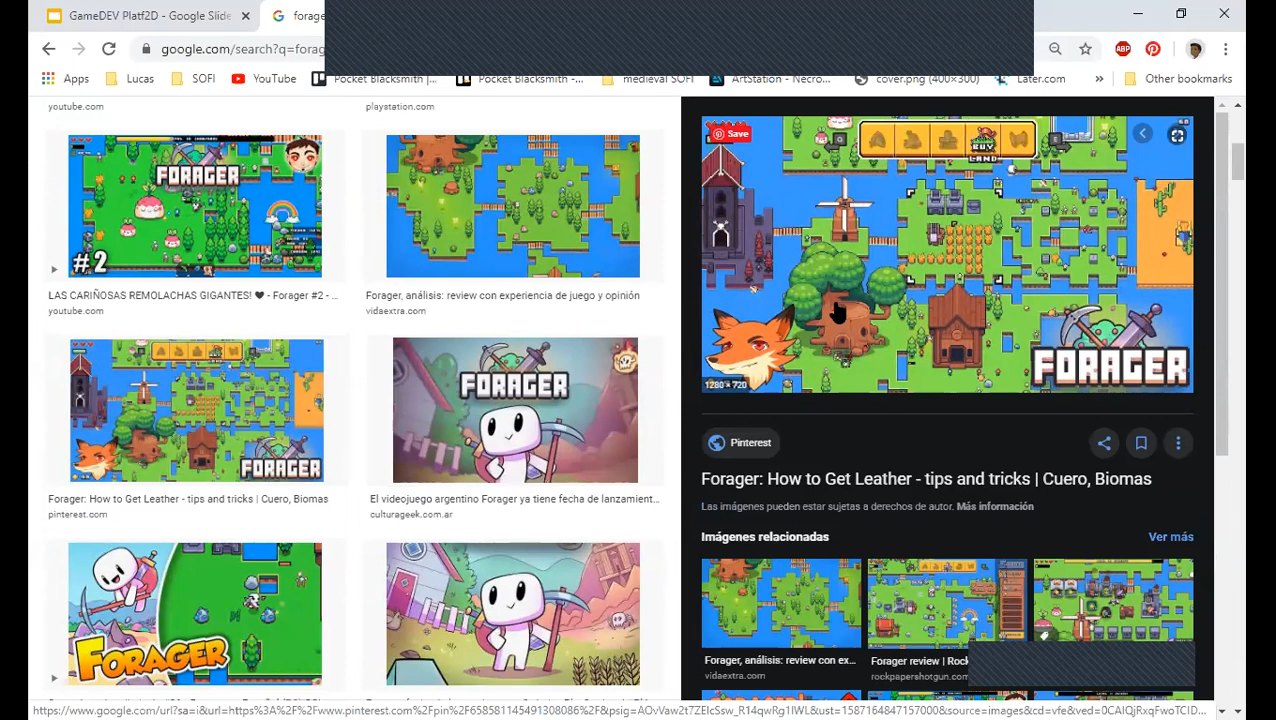 GameDEV Platf2D - Google Slides
forage
google.com/search?q=forag
ABP
Apps
Lucas
SOFI
YouTube
Pocket Blacksmith |...
Pocket Blacksmith -...
medieval SOFI
ArtStation - Necro...
cover.png (400×300)
Later.com
»
Other bookmarks
youtube.com
playstation.com
FORAGER
#2
LAS CARIÑOSAS REMOLACHAS GIGANTES! ♥ - Forager #2 - ...
youtube.com
Forager, análisis: review con experiencia de juego y opinión
vidaextra.com
FORAGER
Forager: How to Get Leather - tips and tricks | Cuero, Biomas
pinterest.com
FORAGER
El videojuego argentino Forager ya tiene fecha de lanzamient...
culturageek.com.ar
FORAGER
Save
BUY
LAND
FORAGER
1280 × 720
Pinterest
Forager: How to Get Leather - tips and tricks | Cuero, Biomas
Las imágenes pueden estar sujetas a derechos de autor. Más información
Imágenes relacionadas
Ver más
Forager, análisis: review con ex...
vidaextra.com
Forager review | Rock
rockpapershotgun.com